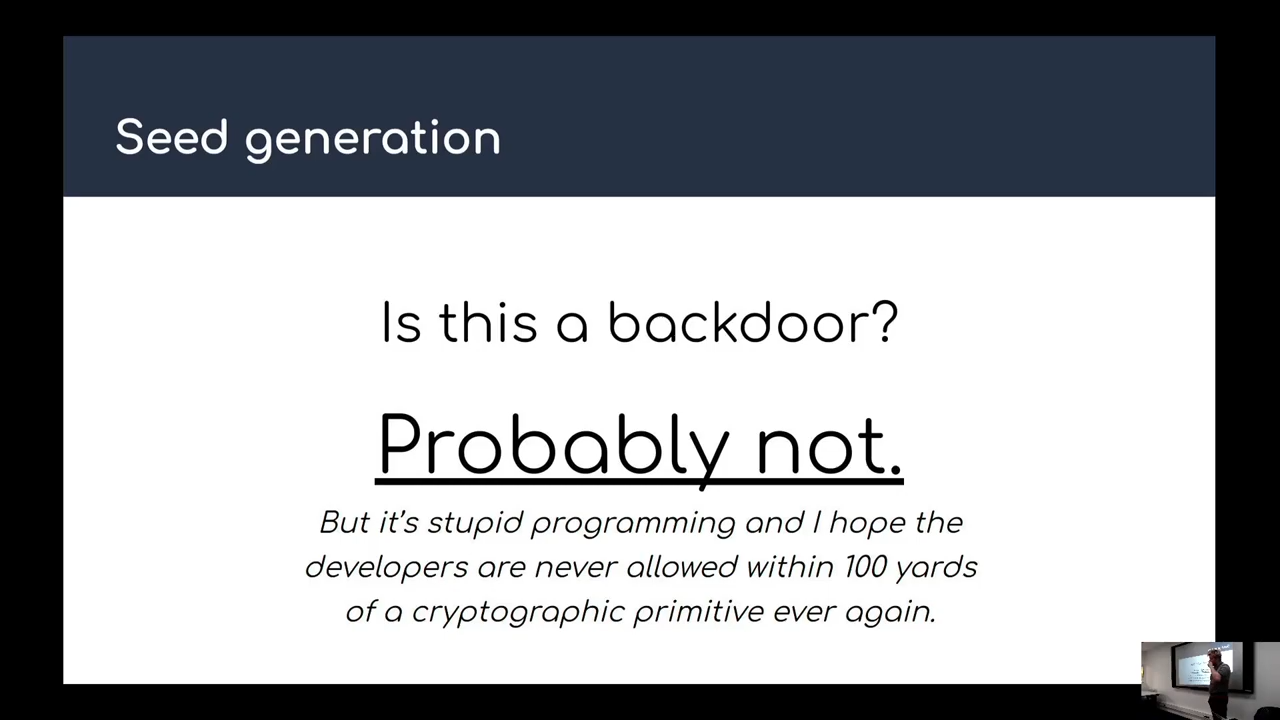 Seed generation
Is this a backdoor?
Probably not.
But it's stupid programming and I hope the
developers are never allowed within 100 yards
of a cryptographic primitive ever again.